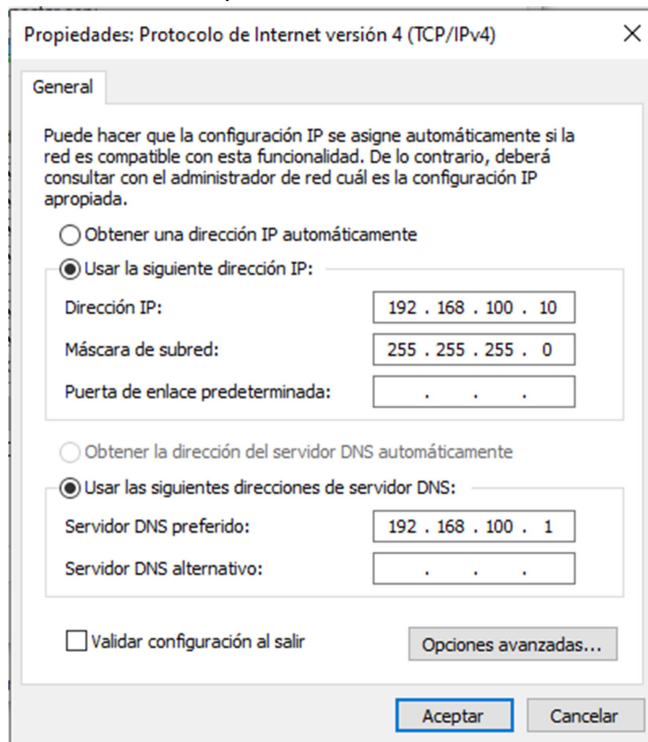 Propiedades: Protocolo de Internet versión 4 (TCP/IPv4)
General
Puede hacer que la configuración IP se asigne automáticamente si la
red es compatible con esta funcionalidad. De lo contrario, deberá
consultar con el administrador de red cuál es la configuración IP
apropiada.
Obtener una dirección IP automáticamente
Usar la siguiente dirección IP:
Dirección IP: 192 . 168 . 100 . 10
Máscara de subred: 255 . 255 . 255 . 0
Puerta de enlace predeterminada: . . .
Obtener la dirección del servidor DNS automáticamente
Usar las siguientes direcciones de servidor DNS:
Servidor DNS preferido: 192 . 168 . 100 . 1
Servidor DNS alternativo: . . .
Validar configuración al salir Opciones avanzadas...
Aceptar Cancelar